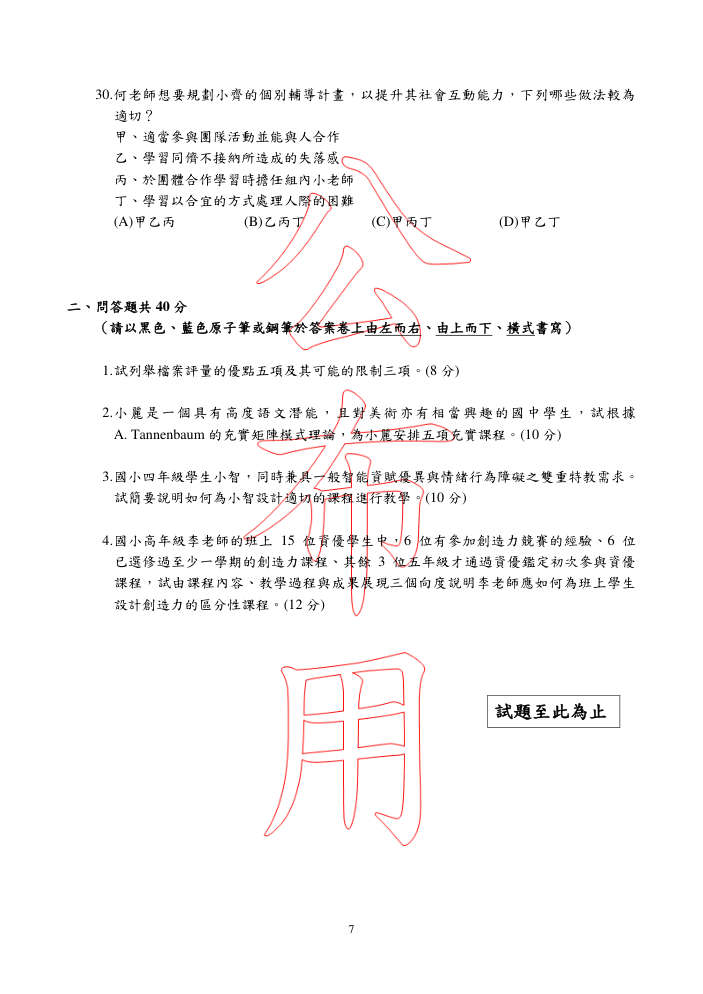 30.何老師想要規劃小齊的個別輔導計畫，以提升其社會互動能力，下列哪些做法較為
適切？
甲、適當參與團隊活動並能與人合作
乙、學習同儕不接納所造成的失落感
丙、於團體合作學習時擔任組內小老師
丁、學習以合宜的方式處理人際的困難
(A)甲乙丙 (B)乙丙丁 (C)甲丙丁 (D)甲乙丁
二、問答題共 40 分
（請以黑色、藍色原子筆或鋼筆於答案卷上由左而右、由上而下、橫式書寫）
1.試列舉檔案評量的優點五項及其可能的限制三項。(8 分)
2.小麗是一個具有高度語文潛能，且對美術亦有相當興趣的國中學生，試根據
A. Tannenbaum 的充實矩陣模式理論，為小麗安排五項充實課程。(10 分)
3.國小四年級學生小智，同時兼具一般智能資賦優異與情緒行為障礙之雙重特教需求。
試簡要說明如何為小智設計適切的課程進行教學。(10 分)
4.國小高年級李老師的班上 15 位資優學生中，6 位有參加創造力競賽的經驗、6 位
已選修過至少一學期的創造力課程、其餘 3 位五年級才通過資優鑑定初次參與資優
課程，試由課程內容、教學過程與成果展現三個向度說明李老師應如何為班上學生
設計創造力的區分性課程。(12 分)
公
布
用
試題至此為止
7